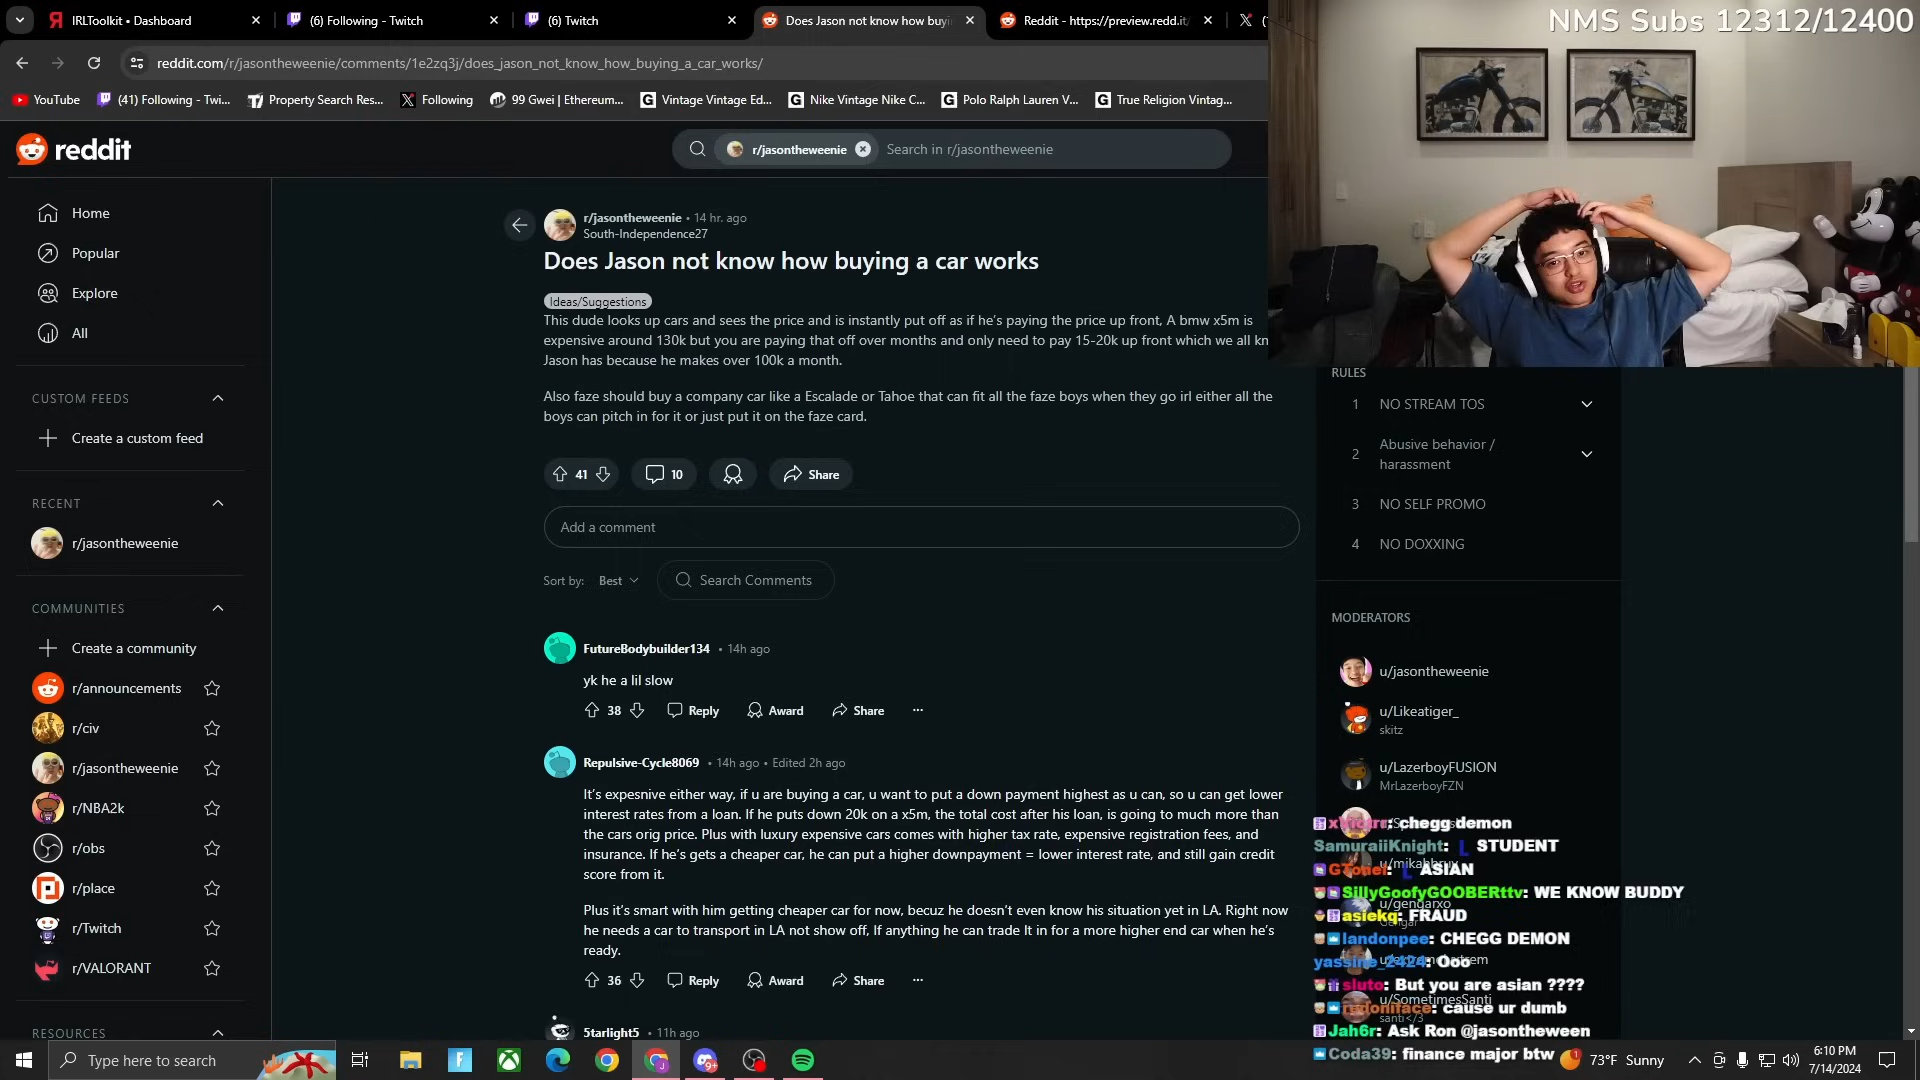 IRLToolkit • Dashboard
(6) Following - Twitch
(6) Twitch
Does Jason not know how buyi
Reddit - https://preview.redd.it/
NMS Subs 12312/12400
reddit.com/r/jasontheweenie/comments/1e2zq3j/does_jason_not_know_how_buying_a_car_works/
YouTube
(41) Following - Twi...
Property Search Res...
Following
99 Gwei | Ethereum...
Vintage Vintage Ed...
Nike Vintage Nike C...
Polo Ralph Lauren V...
True Religion Vintag...
reddit
r/jasontheweenie
Search in r/jasontheweenie
Home
Popular
Explore
All
CUSTOM FEEDS
Create a custom feed
RECENT
r/jasontheweenie
COMMUNITIES
Create a community
r/announcements
r/civ
r/jasontheweenie
r/NBA2k
r/obs
r/place
r/Twitch
r/VALORANT
RESOURCES
r/jasontheweenie • 14 hr. ago
South-Independence27
Does Jason not know how buying a car works
Ideas/Suggestions
This dude looks up cars and sees the price and is instantly put off as if he's paying the price up front, A bmw x5m is
expensive around 130k but you are paying that off over months and only need to pay 15-20k up front which we all kn
Jason has because he makes over 100k a month.
Also faze should buy a company car like a Escalade or Tahoe that can fit all the faze boys when they go irl either all the
boys can pitch in for it or just put it on the faze card.
41
10
Share
Add a comment
Sort by: Best
Search Comments
FutureBodybuilder134 • 14h ago
yk he a lil slow
38 Reply Award Share
Repulsive-Cycle8069 • 14h ago • Edited 2h ago
It's expesnive either way, if u are buying a car, u want to put a down payment highest as u can, so u can get lower
interest rates from a loan. If he puts down 20k on a x5m, the total cost after his loan, is going to much more than
the cars orig price. Plus with luxury expensive cars comes with higher tax rate, expensive registration fees, and
insurance. If he's gets a cheaper car, he can put a higher downpayment = lower interest rate, and still gain credit
score from it.
Plus it's smart with him getting cheaper car for now, becuz he doesn't even know his situation yet in LA. Right now
he needs a car to transport in LA not show off, If anything he can trade It in for a more higher end car when he's
ready.
36 Reply Award Share
5tarlight5 • 11h ago
RULES
1 NO STREAM TOS
2 Abusive behavior /
harassment
3 NO SELF PROMO
4 NO DOXXING
MODERATORS
u/jasontheweenie
u/Likeatiger_
skitz
u/LazerboyFUSION
MrLazerboyFZN
chegg demon
SamuraiiKnight: L STUDENT
GTonef: L ASIAN
SillyGoofyGOOBERttv: WE KNOW BUDDY
u/gengarxo
asiekq: FRAUD
landonpee: CHEGG DEMON
yassine_2424: Ooo
sluto: But you are asian ????
u/SometimesSanti
redoniface: cause ur dumb
santi</3
Jah6r: Ask Ron @jasontheween
Coda39: finance major btw
Type here to search
9+
73°F Sunny
6:10 PM
7/14/2024